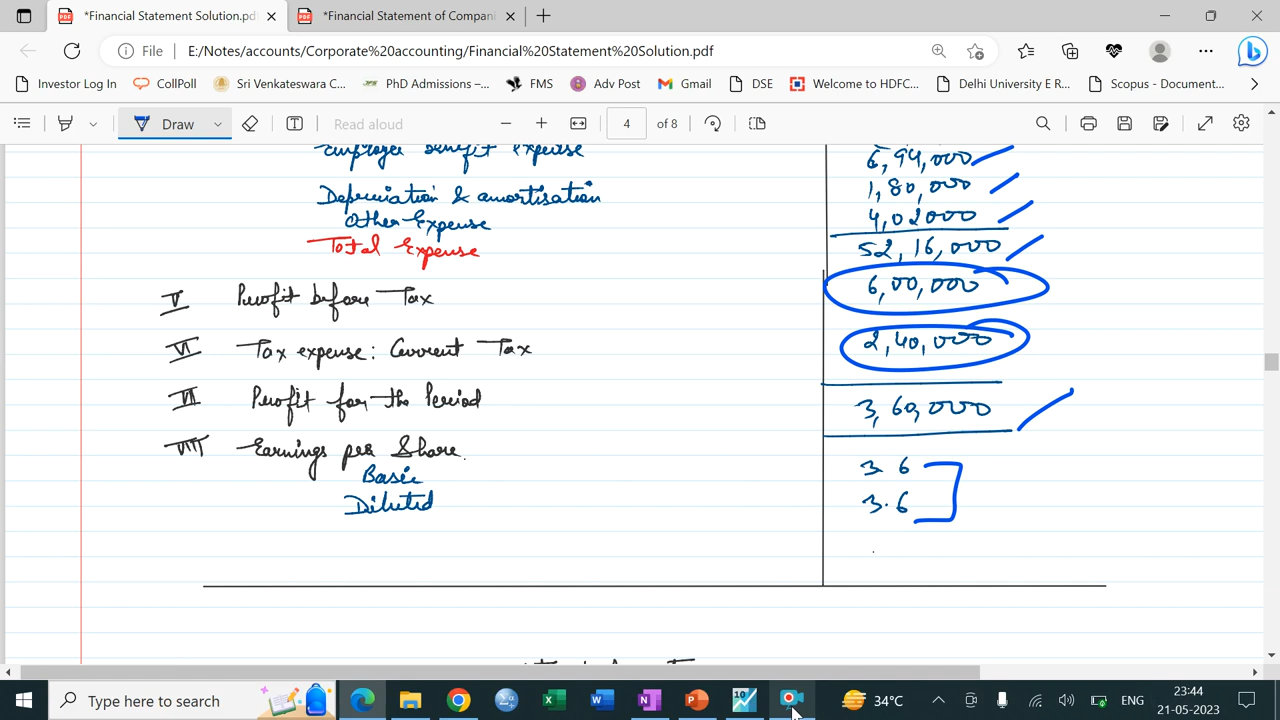 *Financial Statement Solution.pd
*Financial Statement of Compani
File E:/Notes/accounts/Corporate%20accounting/Financial%20Statement%20Solution.pdf
Investor Log In CollPoll Sri Venkateswara C... PhD Admissions –... FMS Adv Post Gmail DSE Welcome to HDFC... Delhi University E R... Scopus - Document...
Draw Read aloud 4 of 8
Employee benefit Expense 6,94,000
Depreciation & amortisation 1,80,000
Other Expense 4,02000
Total Expense 52,16,000
V Profit before Tax 6,00,000
VI Tax expense: Current Tax 2,40,000
VII Profit for the Period 3,60,000
VIII Earnings per Share.
Basic 3.6
Diluted 3.6
Type here to search 34°C ENG 23:44
21-05-2023